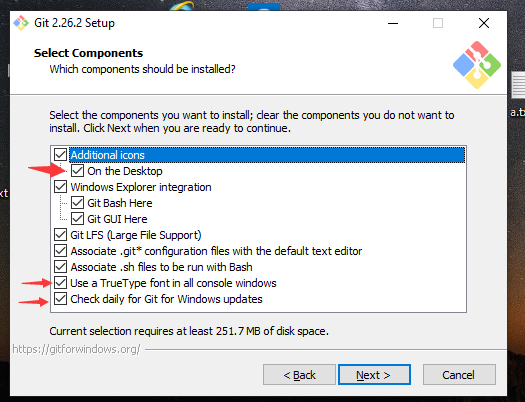 Git 2.26.2 Setup
Select Components
Which components should be installed?
Select the components you want to install; clear the components you do not want to
install. Click Next when you are ready to continue.
Additional icons
On the Desktop
Windows Explorer integration
Git Bash Here
Git GUI Here
Git LFS (Large File Support)
Associate .git* configuration files with the default text editor
Associate .sh files to be run with Bash
Use a TrueType font in all console windows
Check daily for Git for Windows updates
Current selection requires at least 251.7 MB of disk space.
https://gitforwindows.org/
< Back
Next >
Cancel
a.t
xt